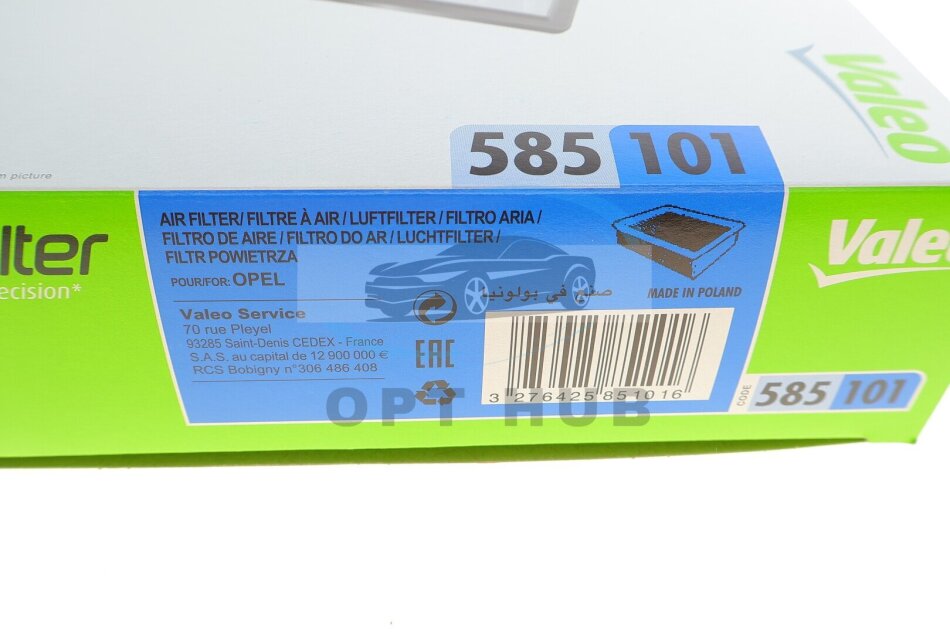 Valeo
585 101
m picture
ilter
ecision*
AIR FILTER/ FILTRE À AIR / LUFTFILTER / FILTRO ARIA /
FILTRO DE AIRE / FILTRO DO AR / LUCHTFILTER /
FILTR POWIETRZA
POUR/FOR: OPEL
Valeo Service
70 rue Pleyel
93285 Saint-Denis CEDEX - France
S.A.S. au capital de 12 900 000 €
RCS Bobigny n°306 486 408
EAC
صنع في بولونيا
MADE IN POLAND
3 276425 851016
Valeo
CODE 585 101
OPT HUB